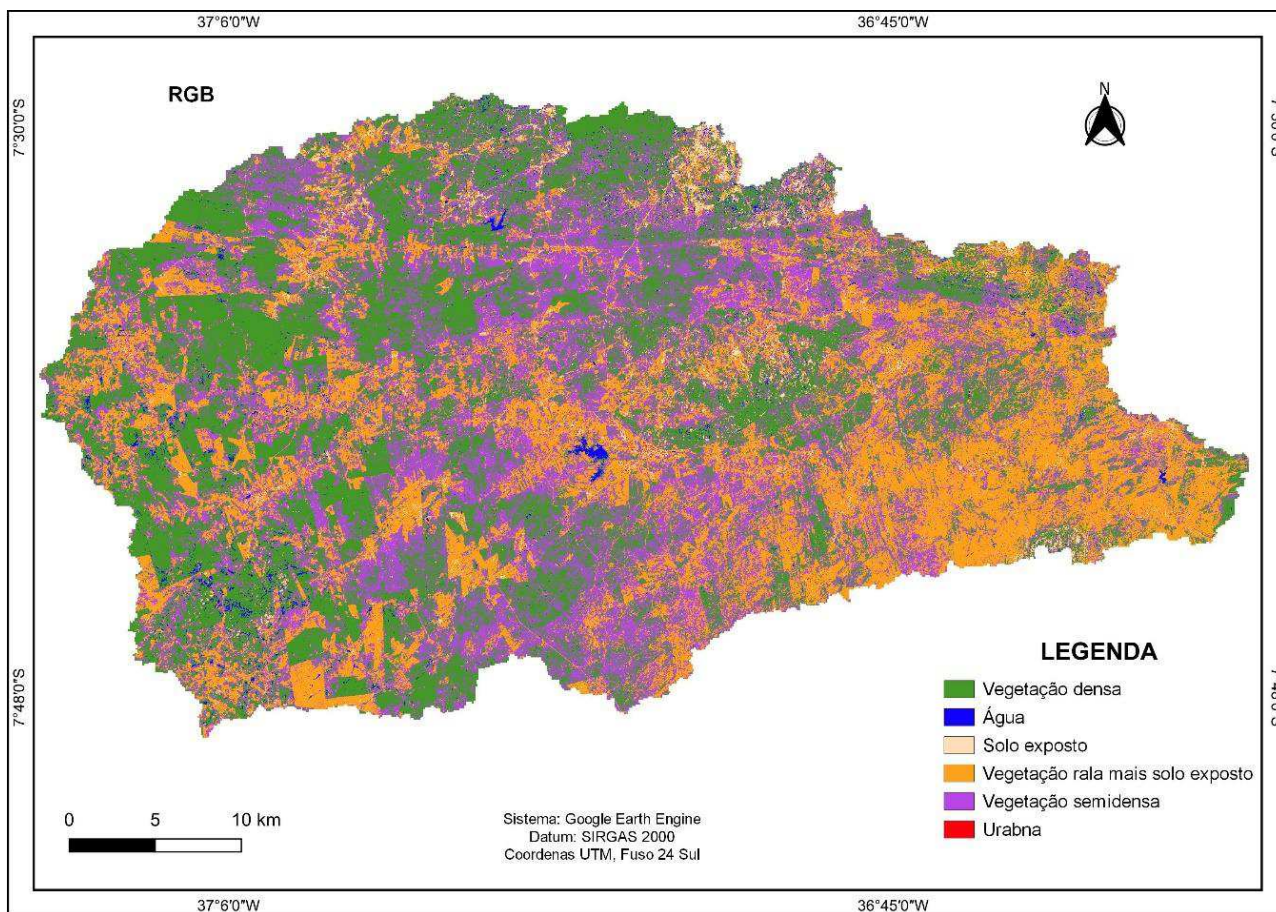 37°6'0"W
36°45'0"W
RGB
N
7°30'0"S
LEGENDA
Vegetação densa
Água
Solo exposto
Vegetação rala mais solo exposto
Vegetação semidensa
Urabna
7°48'0"S
0 5 10 km
Sistema: Google Earth Engine
Datum: SIRGAS 2000
Coordenas UTM, Fuso 24 Sul
37°6'0"W
36°45'0"W